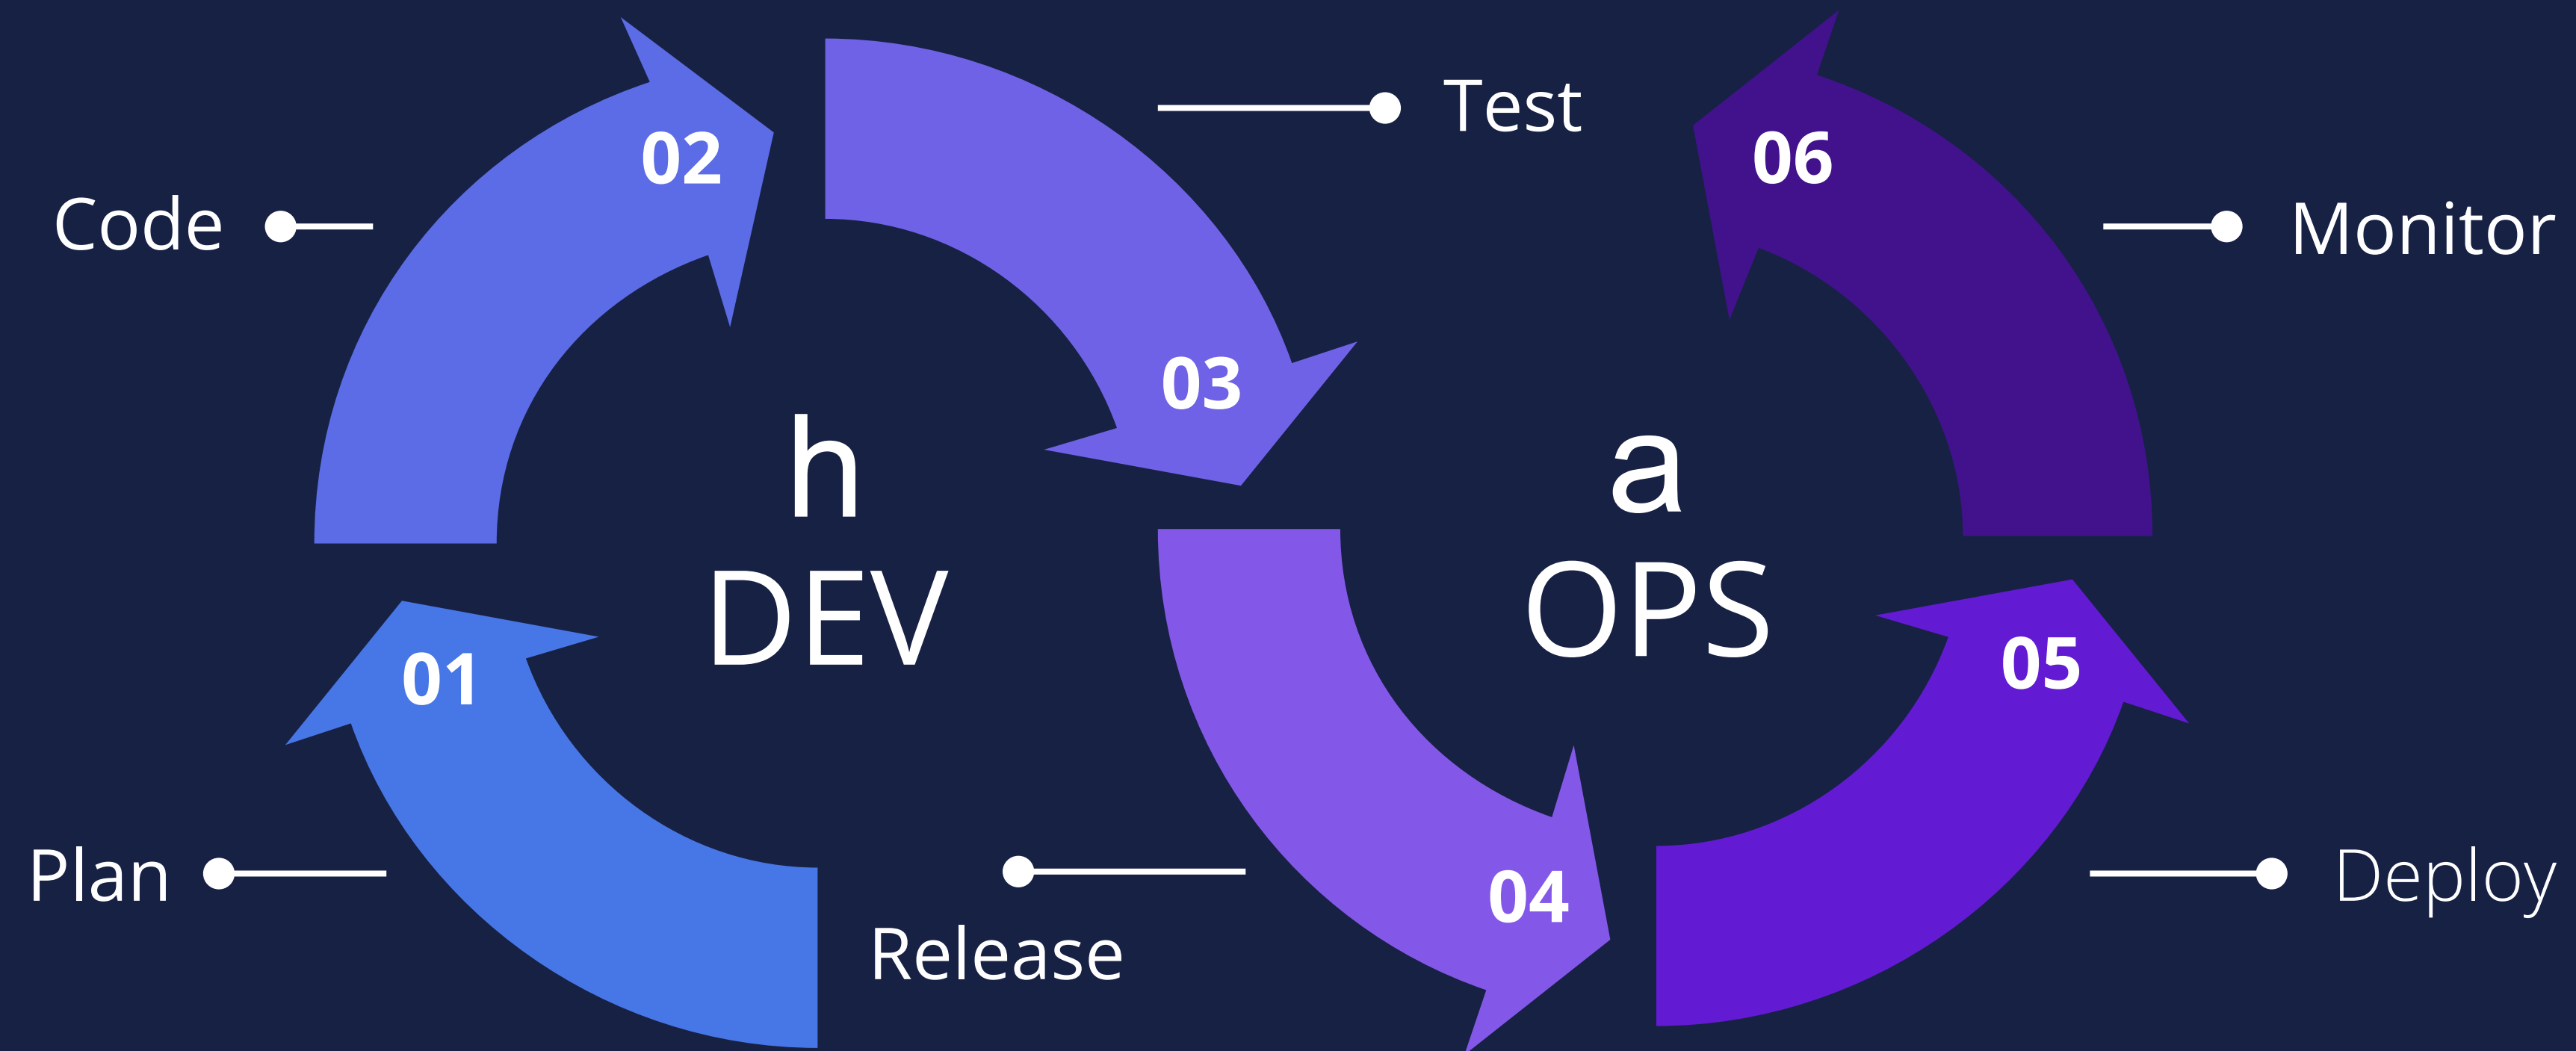 Code
02
Test
06
Monitor
03
h
DEV
a
OPS
01
05
Plan
Release
04
Deploy